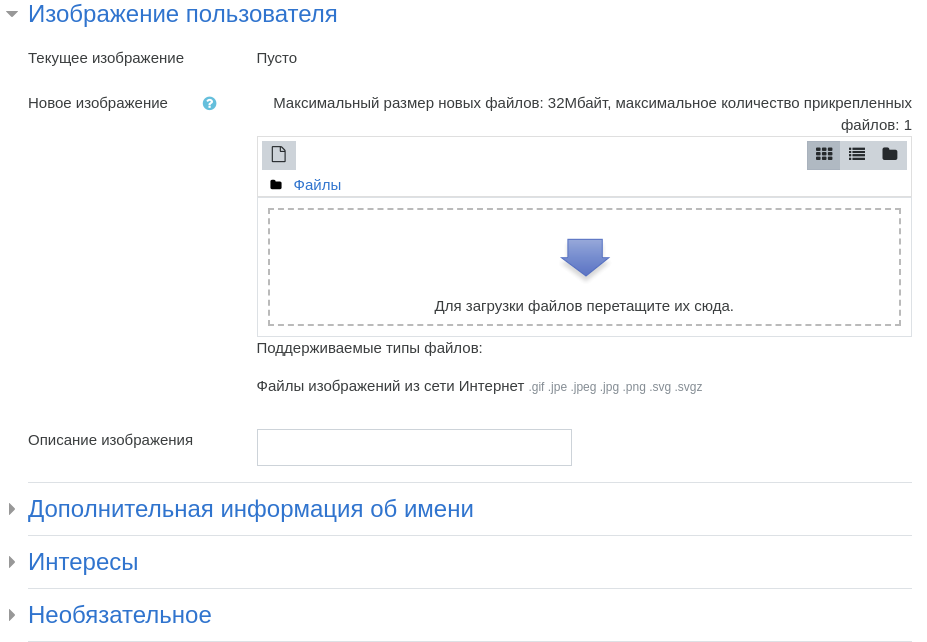 Изображение пользователя
Текущее изображение
Пусто
Новое изображение
Максимальный размер новых файлов: 32Мбайт, максимальное количество прикрепленных
файлов: 1
Файлы
Для загрузки файлов перетащите их сюда.
Поддерживаемые типы файлов:
Файлы изображений из сети Интернет .gif .jpe .jpeg .jpg .png .svg .svgz
Описание изображения
Дополнительная информация об имени
Интересы
Необязательное